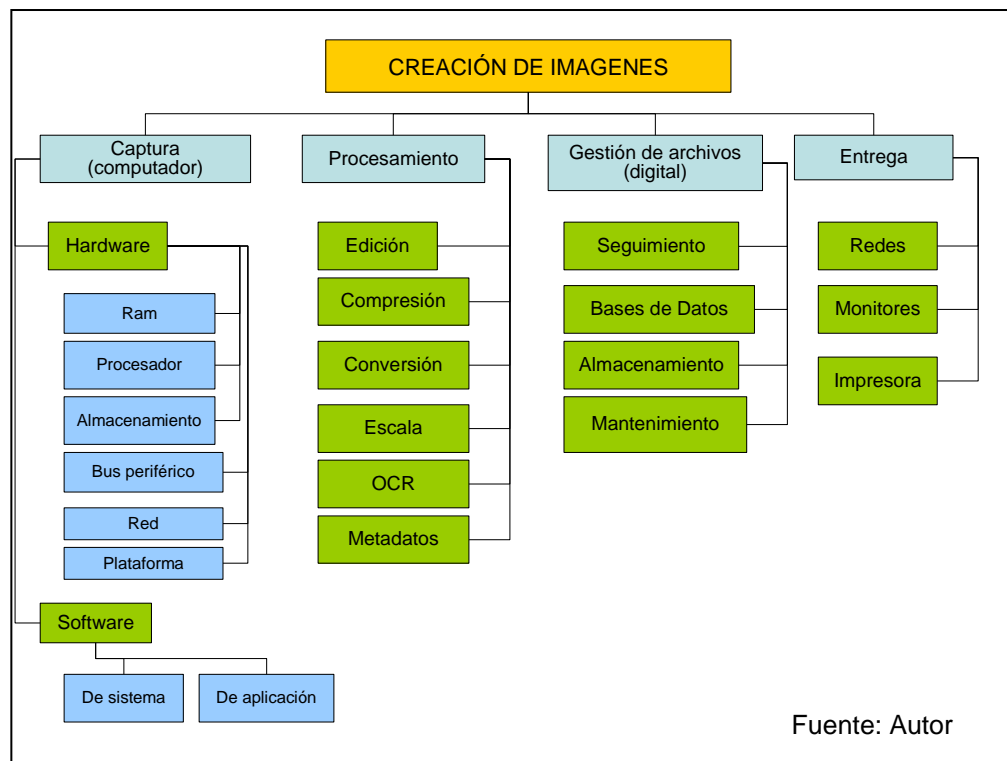 CREACIÓN DE IMAGENES
Captura
(computador)
Procesamiento
Gestión de archivos
(digital)
Entrega
Hardware
Ram
Procesador
Almacenamiento
Bus periférico
Red
Plataforma
Software
De sistema
De aplicación
Edición
Compresión
Conversión
Escala
OCR
Metadatos
Seguimiento
Bases de Datos
Almacenamiento
Mantenimiento
Redes
Monitores
Impresora
Fuente: Autor